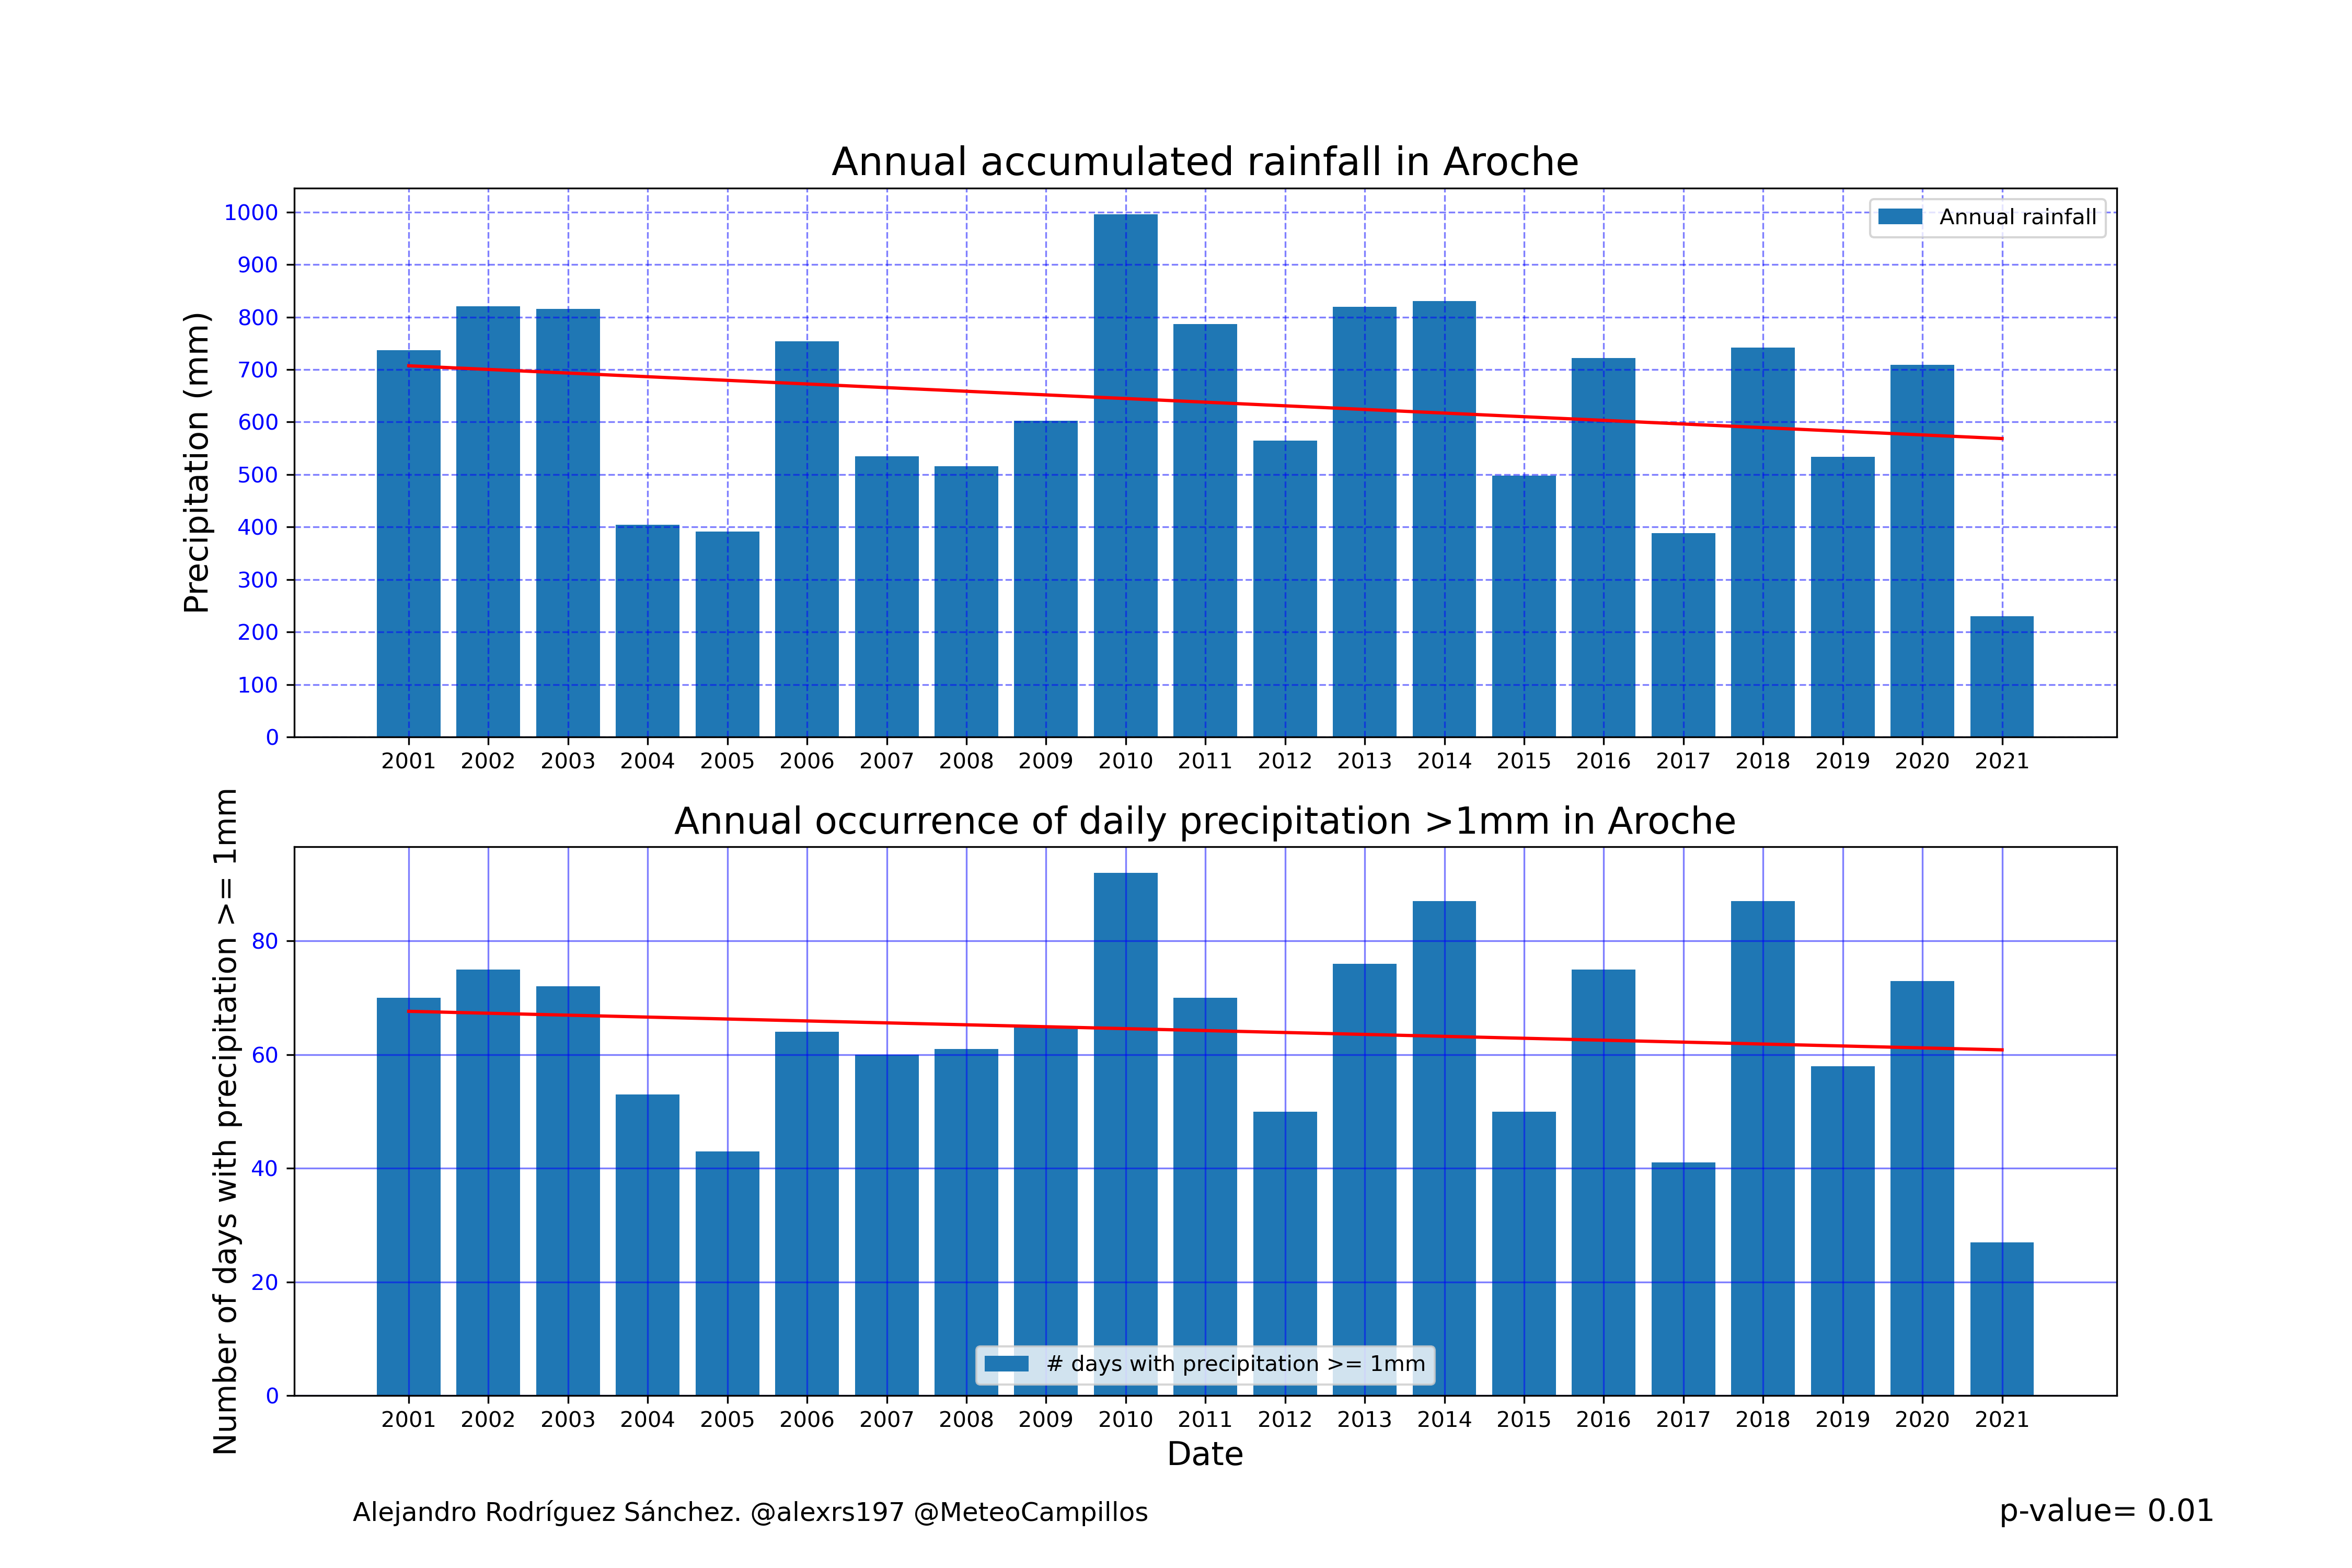 Annual accumulated rainfall in Aroche
Precipitation (mm)
1000
900
800
700
600
500
400
300
200
100
0
Annual rainfall
2001 2002 2003 2004 2005 2006 2007 2008 2009 2010 2011 2012 2013 2014 2015 2016 2017 2018 2019 2020 2021
Annual occurrence of daily precipitation >1mm in Aroche
Number of days with precipitation >= 1mm
80
60
40
20
0
# days with precipitation >= 1mm
2001 2002 2003 2004 2005 2006 2007 2008 2009 2010 2011 2012 2013 2014 2015 2016 2017 2018 2019 2020 2021
Date
Alejandro Rodríguez Sánchez. @alexrs197 @MeteoCampillos
p-value= 0.01